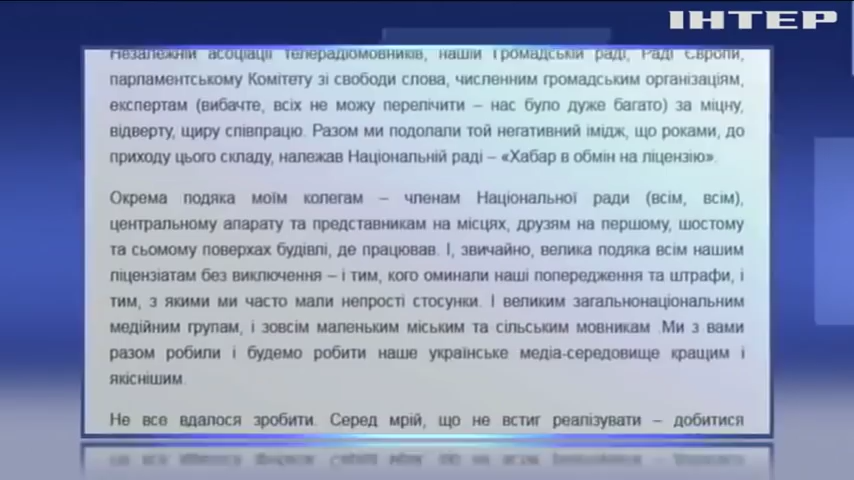 ІНТЕР
Незалежній асоціації телерадіомовників, нашій Громадській раді, Раді Європи,
парламентському Комітету зі свободи слова, численним громадським організаціям,
експертам (вибачте, всіх не можу перелічити – нас було дуже багато) за міцну,
відверту, щиру співпрацю. Разом ми подолали той негативний імідж, що роками, до
приходу цього складу, належав Національній раді – «Хабар в обмін на ліцензію».
Окрема подяка моїм колегам – членам Національної ради (всім, всім),
центральному апарату та представникам на місцях, друзям на першому, шостому
та сьомому поверхах будівлі, де працював. І, звичайно, велика подяка всім нашим
ліцензіатам без виключення – і тим, кого оминали наші попередження та штрафи, і
тим, з якими ми часто мали непрості стосунки. І великим загальнонаціональним
медійним групам, і зовсім маленьким міським та сільським мовникам .Ми з вами
разом робили і будемо робити наше українське медіа-середовище кращим і
якіснішим.
Не все вдалося зробити. Серед мрій, що не встиг реалізувати – добитися